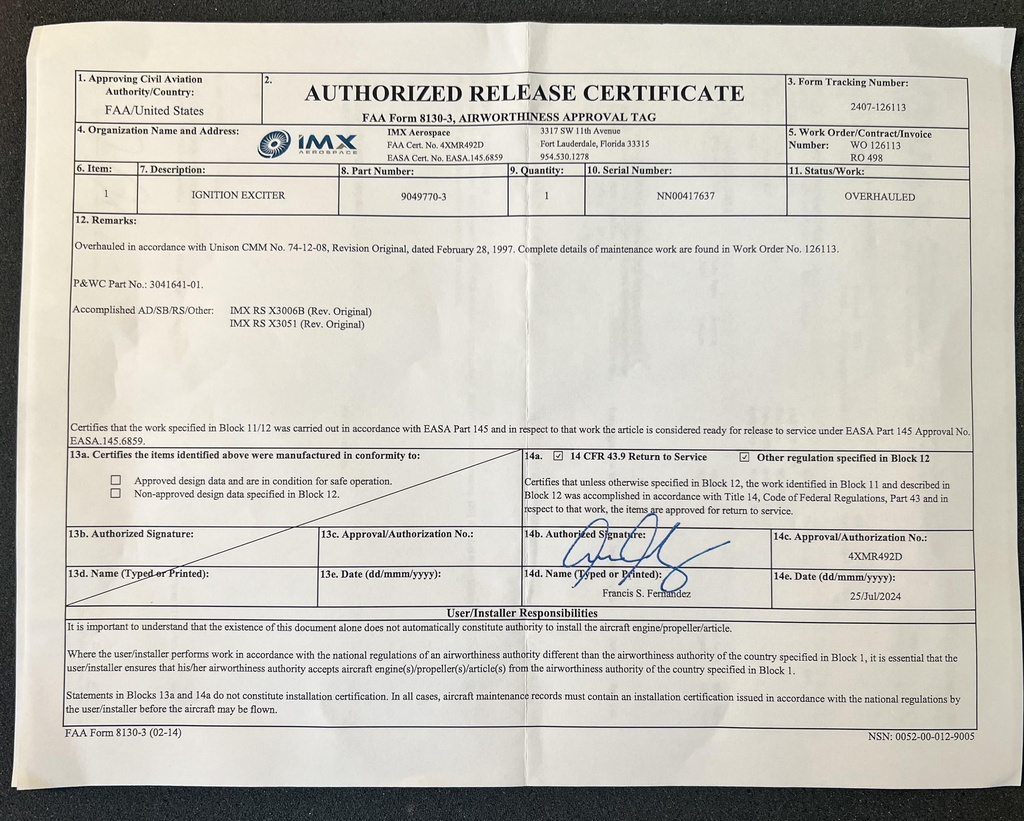 1. Approving Civil Aviation
Authority/Country:
FAA/United States
2.
AUTHORIZED RELEASE CERTIFICATE
FAA Form 8130-3, AIRWORTHINESS APPROVAL TAG
3. Form Tracking Number:
2407-126113
4. Organization Name and Address:
IMX
AEROSPACE
IMX Aerospace
FAA Cert. No. 4XMR492D
EASA Cert. No. EASA.145.6859
3317 SW 11th Avenue
Fort Lauderdale, Florida 33315
954.530.1278
5. Work Order/Contract/Invoice
Number: WO 126113
RO 498
6. Item:
1
7. Description:
IGNITION EXCITER
8. Part Number:
9049770-3
9. Quantity:
1
10. Serial Number:
NN00417637
11. Status/Work:
OVERHAULED
12. Remarks:
Overhauled in accordance with Unison CMM No. 74-12-08, Revision Original, dated February 28, 1997. Complete details of maintenance work are found in Work Order No. 126113.
P&WC Part No.: 3041641-01.
Accomplished AD/SB/RS/Other: IMX RS X3006B (Rev. Original)
IMX RS X3051 (Rev. Original)
Certifies that the work specified in Block 11/12 was carried out in accordance with EASA Part 145 and in respect to that work the article is considered ready for release to service under EASA Part 145 Approval No.
EASA.145.6859.
13a. Certifies the items identified above were manufactured in conformity to:
Approved design data and are in condition for safe operation.
Non-approved design data specified in Block 12.
14a. 14 CFR 43.9 Return to Service Other regulation specified in Block 12
Certifies that unless otherwise specified in Block 12, the work identified in Block 11 and described in
Block 12 was accomplished in accordance with Title 14, Code of Federal Regulations, Part 43 and in
respect to that work, the items are approved for return to service.
13b. Authorized Signature:
13c. Approval/Authorization No.:
14b. Authorized Signature:
14c. Approval/Authorization No.:
4XMR492D
13d. Name (Typed or Printed):
13e. Date (dd/mmm/yyyy):
14d. Name (Typed or Printed):
Francis S. Fernandez
14e. Date (dd/mmm/yyyy):
25/Jul/2024
User/Installer Responsibilities
It is important to understand that the existence of this document alone does not automatically constitute authority to install the aircraft engine/propeller/article.
Where the user/installer performs work in accordance with the national regulations of an airworthiness authority different than the airworthiness authority of the country specified in Block 1, it is essential that the
user/installer ensures that his/her airworthiness authority accepts aircraft engine(s)/propeller(s)/article(s) from the airworthiness authority of the country specified in Block 1.
Statements in Blocks 13a and 14a do not constitute installation certification. In all cases, aircraft maintenance records must contain an installation certification issued in accordance with the national regulations by
the user/installer before the aircraft may be flown.
FAA Form 8130-3 (02-14)
NSN: 0052-00-012-9005